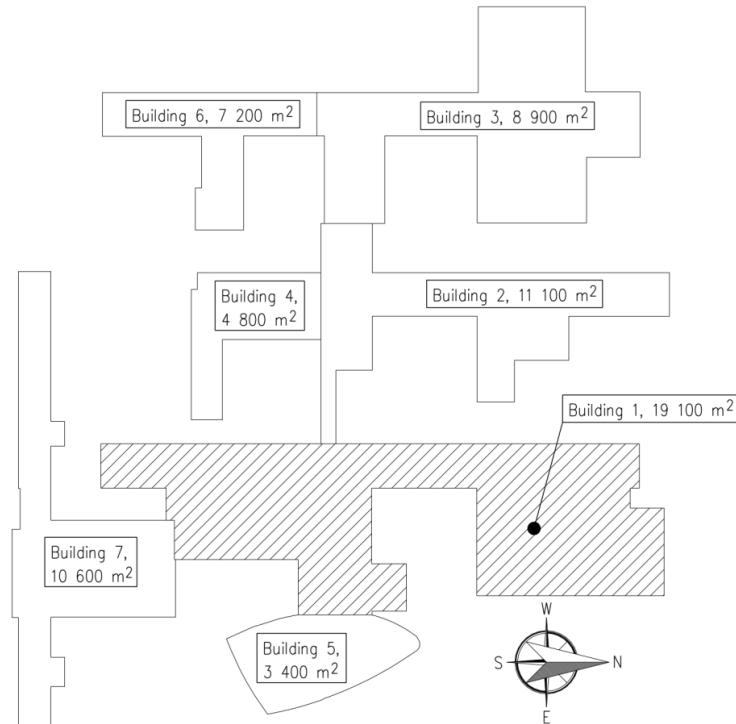 Building 6, 7 200 m²
Building 3, 8 900 m²
Building 4,
4 800 m²
Building 2, 11 100 m²
Building 1, 19 100 m²
Building 7,
10 600 m²
Building 5,
3 400 m²
W
S
N
E